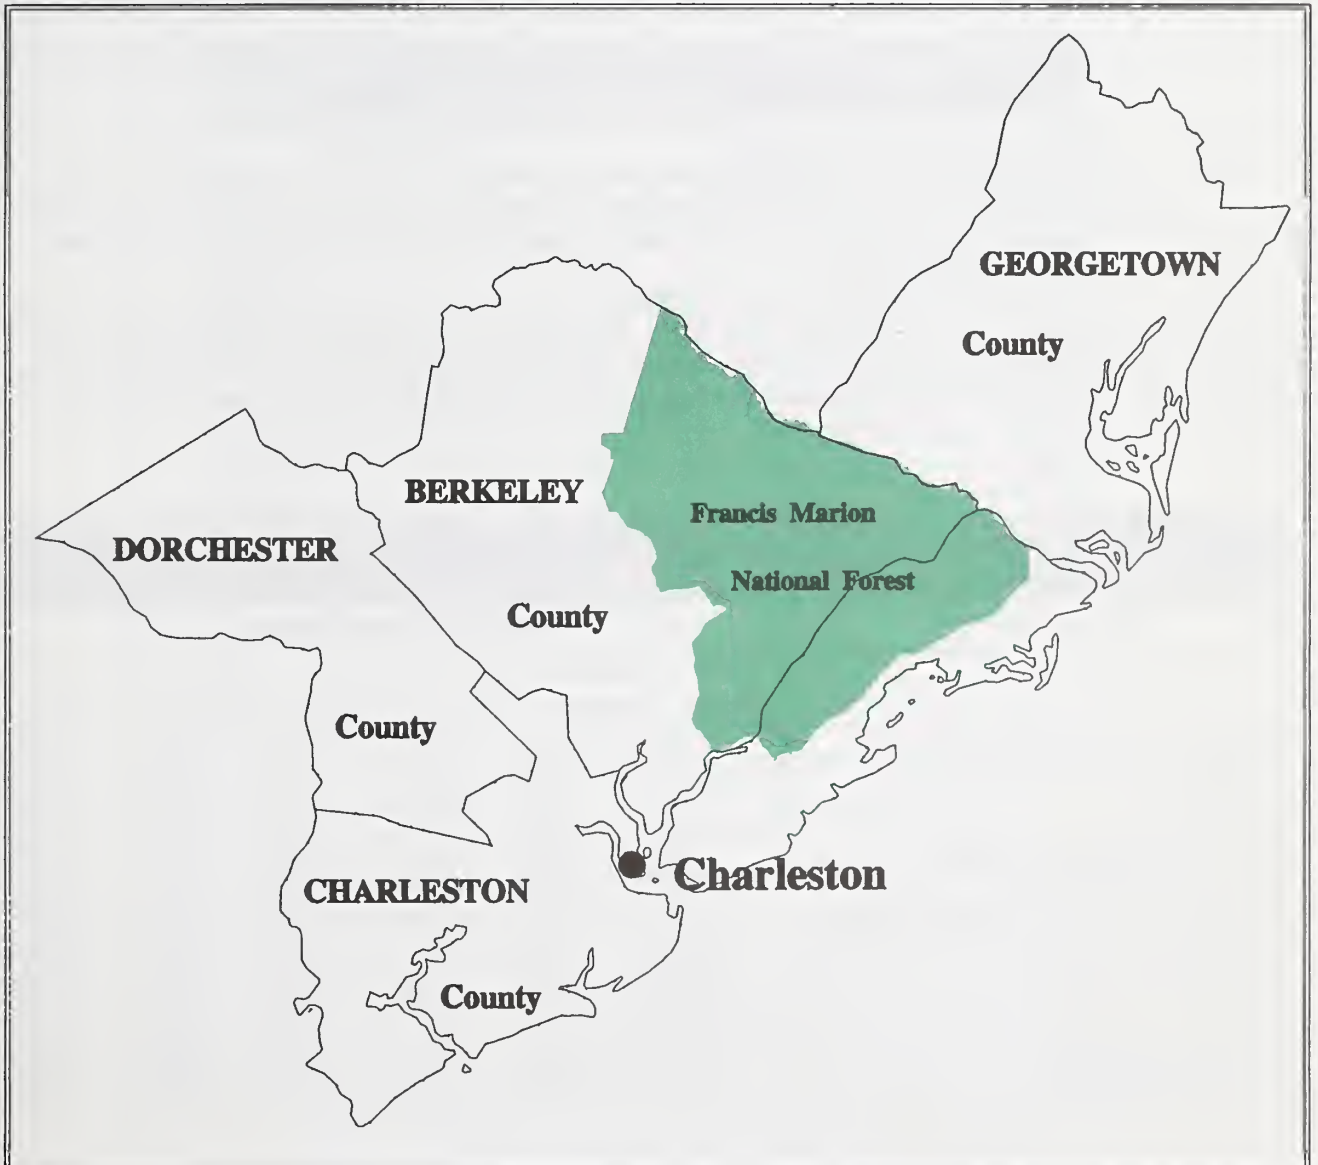 GEORGETOWN
County
BERKELEY
Francis Marion
DORCHESTER
National Forest
County
County
Charleston
CHARLESTON
County